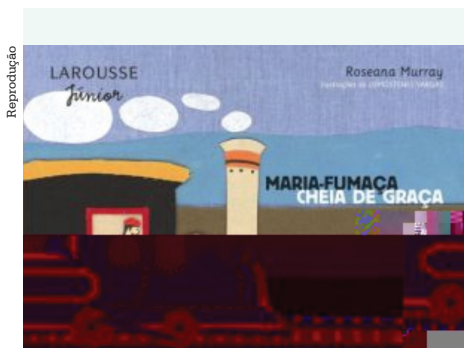 Reprodução
LAROUSSE
Júnior
Roseana Murray
MARIA-FUMAÇA
CHEIA DE GRAÇA